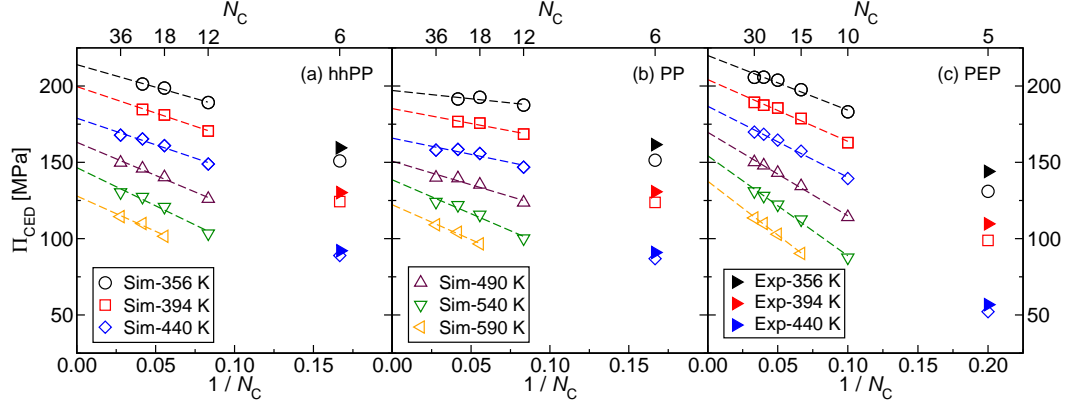 N_C N_C N_C
36 18 12 6 36 18 12 6 30 15 10 5
(a) hhPP (b) PP (c) PEP
200 200
150 150
Π_CED [MPa]
100 100
50 50
Sim-356 K
Sim-394 K
Sim-440 K
Sim-490 K
Sim-540 K
Sim-590 K
Exp-356 K
Exp-394 K
Exp-440 K
0.00 0.05 0.10 0.15 0.00 0.05 0.10 0.15 0.00 0.05 0.10 0.15 0.20
1 / N_C 1 / N_C 1 / N_C